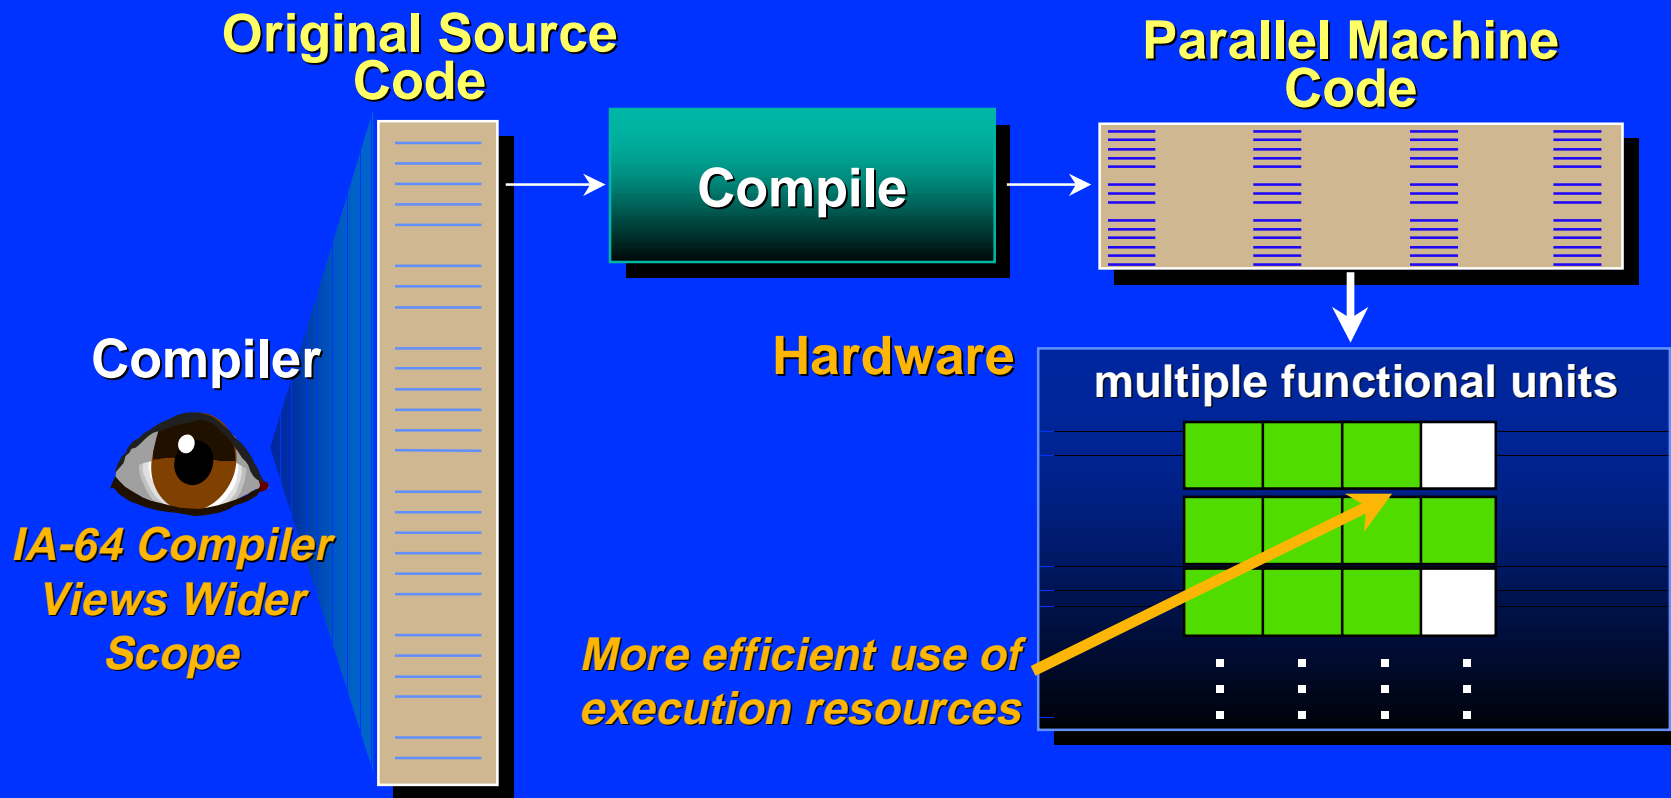 Original Source
Code
Parallel Machine
Code
Compile
Compiler
Hardware
multiple functional units
IA-64 Compiler
Views Wider
Scope
More efficient use of
execution resources